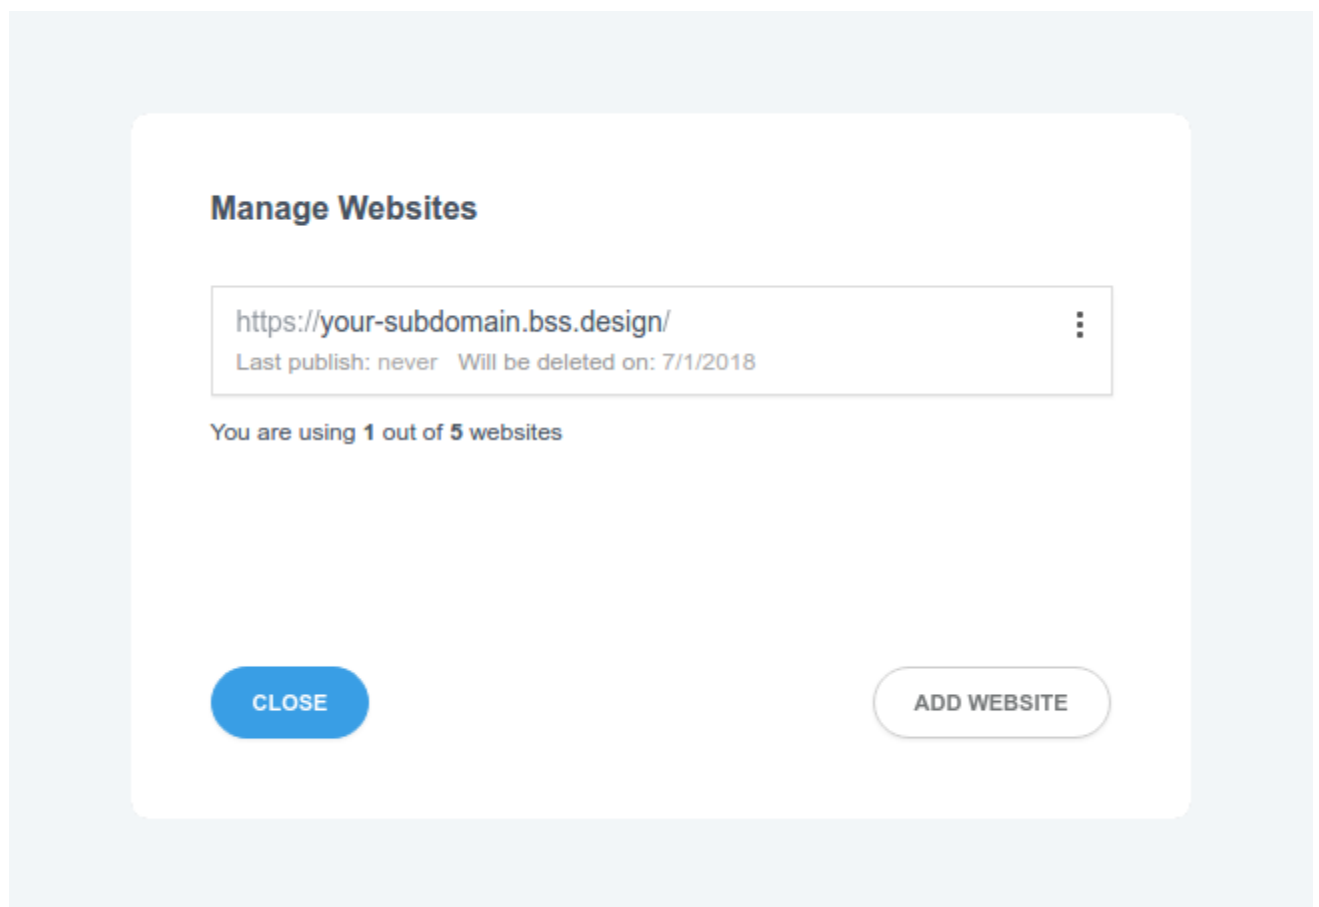 Manage Websites
https://your-subdomain.bss.design/
Last publish: never Will be deleted on: 7/1/2018
You are using 1 out of 5 websites
CLOSE ADD WEBSITE